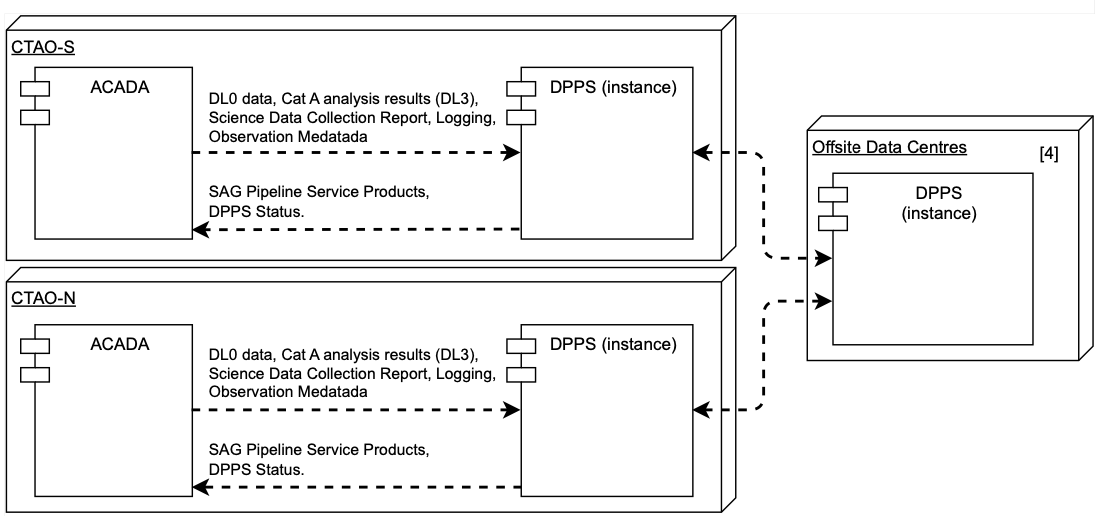 CTAO-S
ACADA
DL0 data, Cat A analysis results (DL3),
Science Data Collection Report, Logging,
Observation Medatada
SAG Pipeline Service Products,
DPPS Status.
DPPS (instance)
CTAO-N
ACADA
DL0 data, Cat A analysis results (DL3),
Science Data Collection Report, Logging,
Observation Medatada
SAG Pipeline Service Products,
DPPS Status.
DPPS (instance)
Offsite Data Centres
[4]
DPPS
(instance)